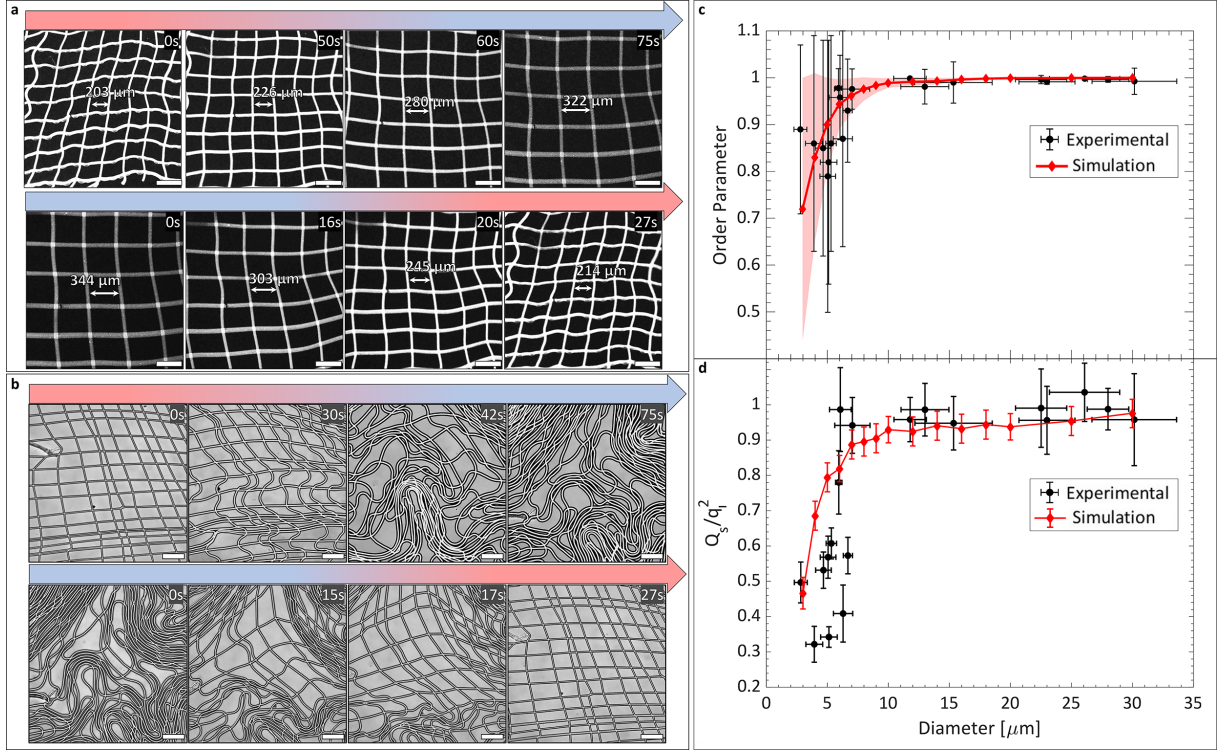 a
0s
50s
60s
75s
203 μm
226 μm
280 μm
322 μm
0s
16s
20s
27s
344 μm
303 μm
245 μm
214 μm
b
0s
30s
42s
75s
0s
15s
17s
27s
c
1.1
1
0.9
0.8
0.7
0.6
0.5
Order Parameter
Experimental
Simulation
d
1
0.9
0.8
0.7
0.6
0.5
0.4
0.3
0.2
Qs/qi2
Experimental
Simulation
0 5 10 15 20 25 30 35
Diameter [μm]